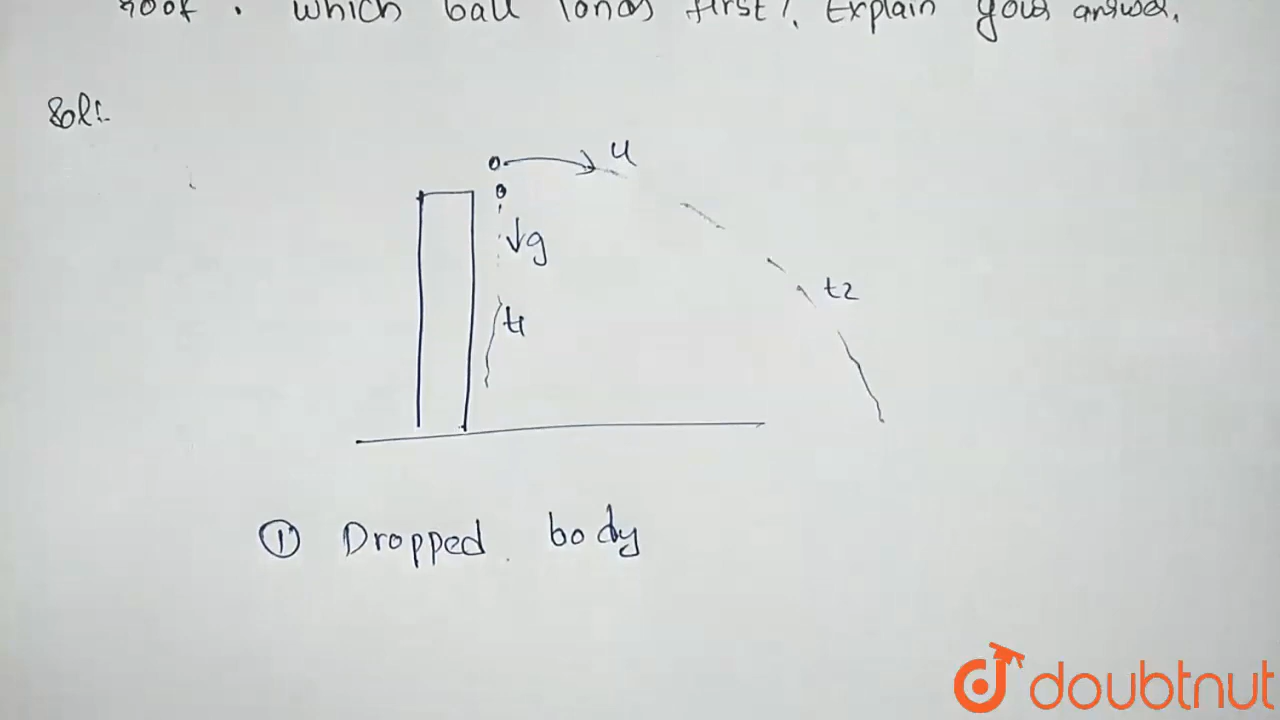 roof. Which ball lands first?. Explain your answer.
Sol:
u
g
t1
t2
① Dropped body
doubtnut